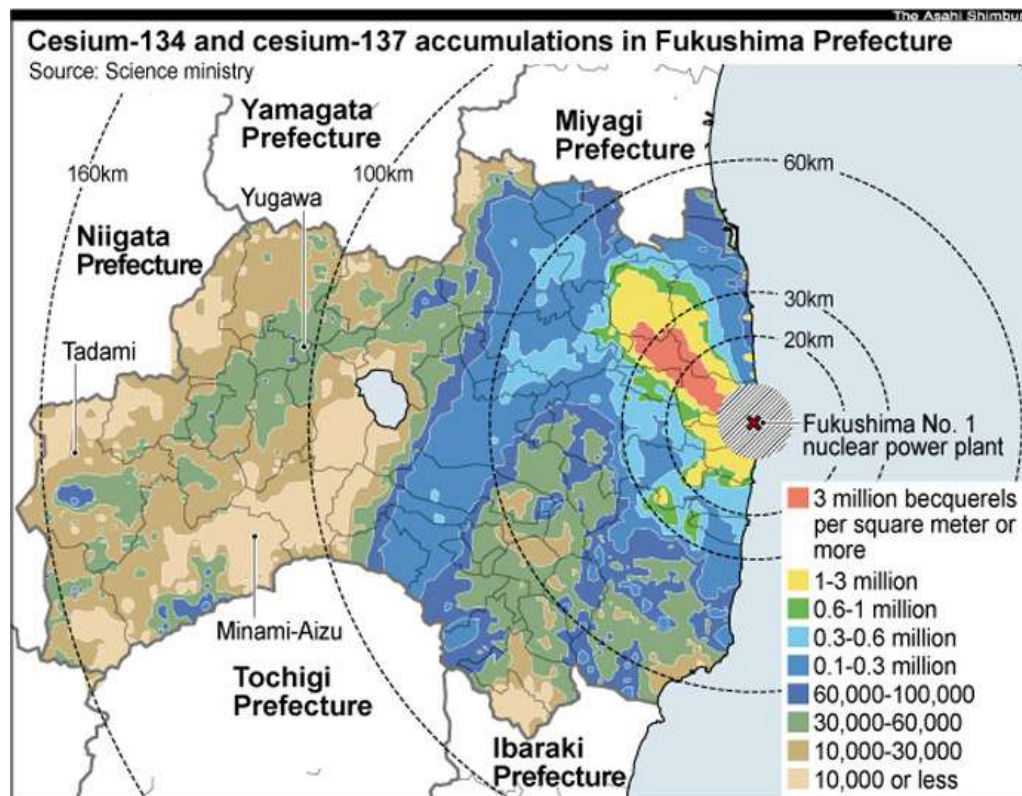 The Asahi Shimbun
Cesium-134 and cesium-137 accumulations in Fukushima Prefecture
Source: Science ministry
Yamagata
Prefecture
Miyagi
Prefecture
160km
100km
60km
Yugawa
Niigata
Prefecture
30km
20km
Tadami
Fukushima No. 1
nuclear power plant
3 million becquerels
per square meter or
more
1-3 million
0.6-1 million
0.3-0.6 million
0.1-0.3 million
60,000-100,000
30,000-60,000
10,000-30,000
10,000 or less
Minami-Aizu
Tochigi
Prefecture
Ibaraki
Prefecture